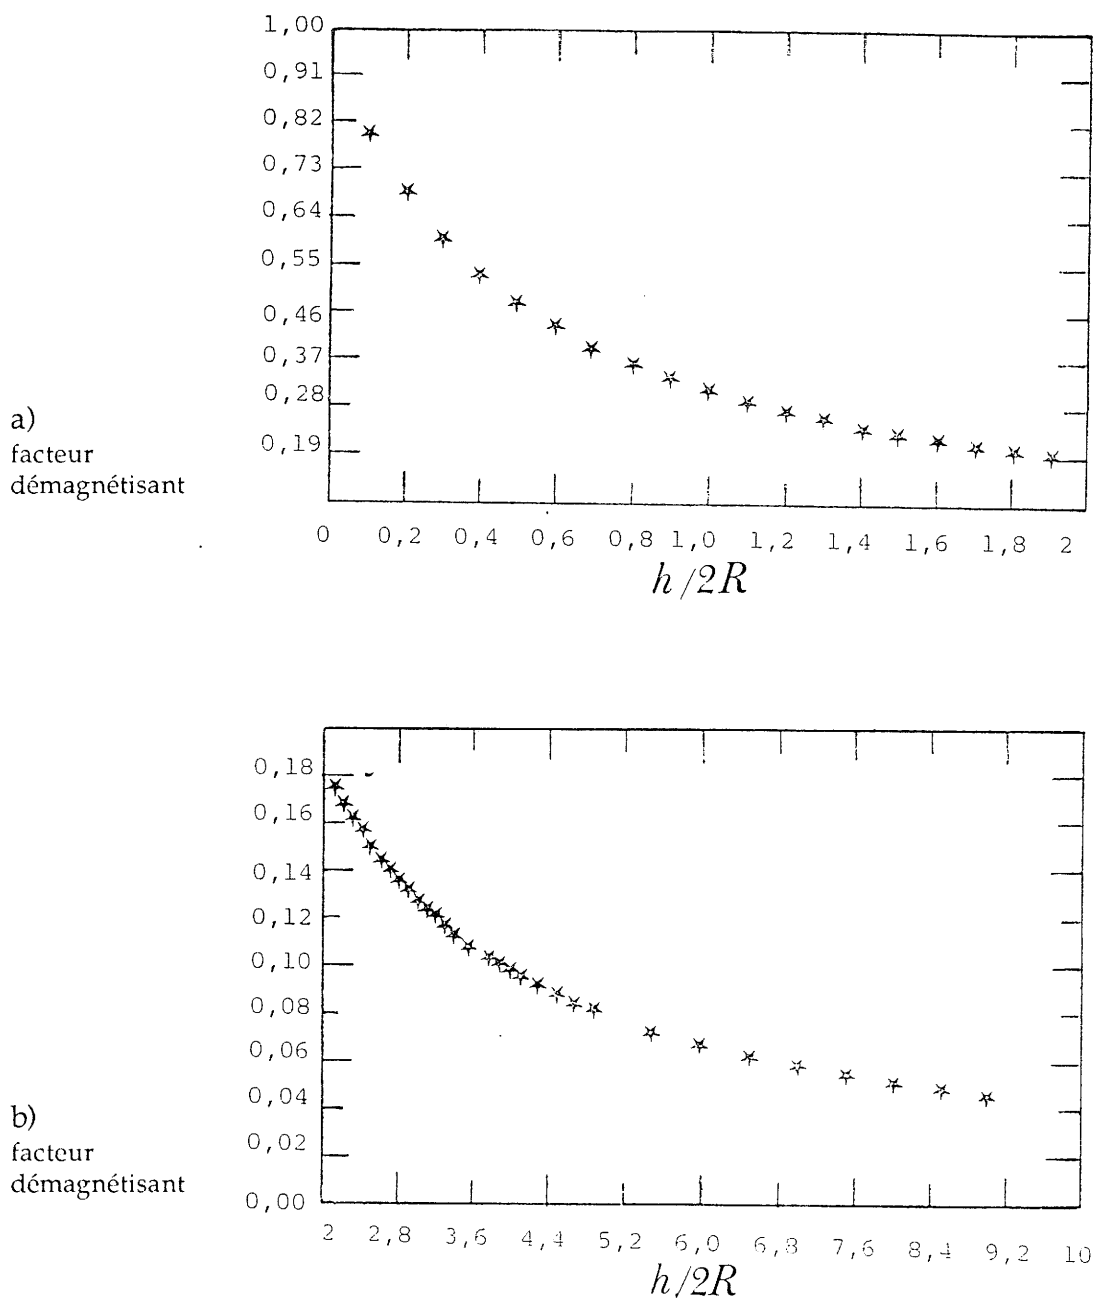 1,00
0,91
0,82
0,73
0,64
0,55
0,46
0,37
0,28
0,19
a)
facteur
démagnétisant
0 0,2 0,4 0,6 0,8 1,0 1,2 1,4 1,6 1,8 2
h/2R
0,18
0,16
0,14
0,12
0,10
0,08
0,06
0,04
0,02
0,00
b)
facteur
démagnétisant
2 2,8 3,6 4,4 5,2 6,0 6,8 7,6 8,4 9,2 10
h/2R